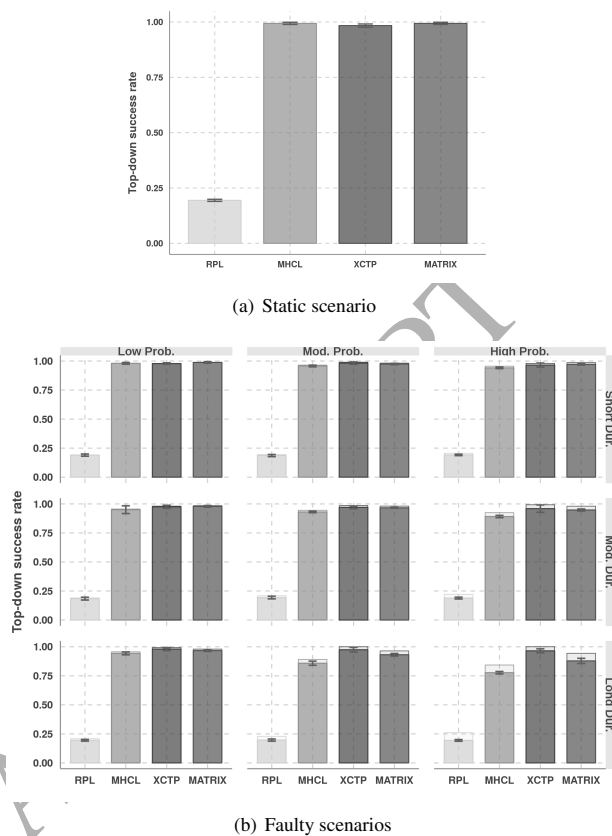 1.00
0.75
0.50
0.25
0.00
Top-down success rate
RPL MHCL XCTP MATRIX
(a) Static scenario
Low Prob. Mod. Prob. High Prob.
1.00
0.75
0.50
0.25
0.00
Short Dur.
1.00
0.75
0.50
0.25
0.00
Mod. Dur.
Top-down success rate
1.00
0.75
0.50
0.25
0.00
Long Dur.
RPL MHCL XCTP MATRIX RPL MHCL XCTP MATRIX RPL MHCL XCTP MATRIX
(b) Faulty scenarios